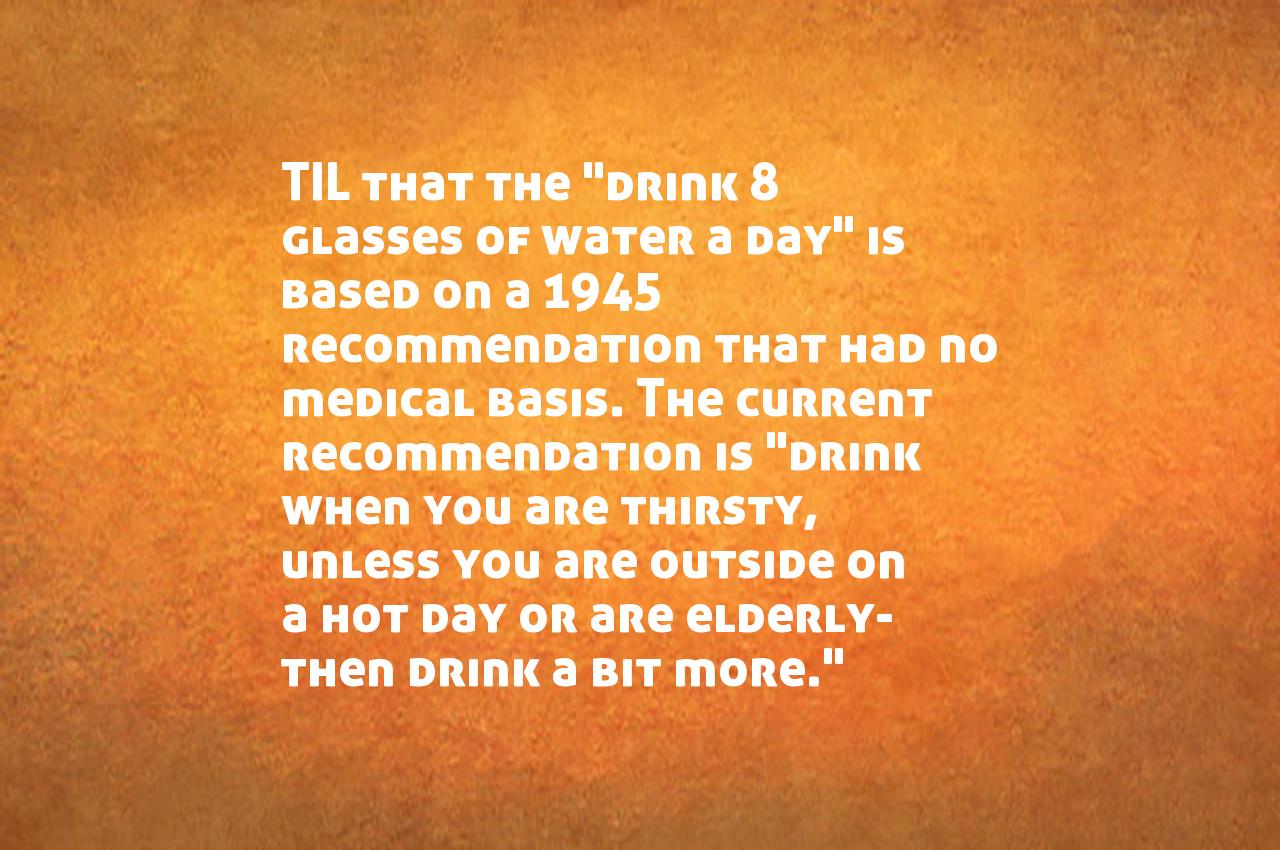 TIL that the "drink 8
glasses of water a day" is
based on a 1945
recommendation that had no
medical basis. The current
recommendation is "drink
when you are thirsty,
unless you are outside on
a hot day or are elderly-
then drink a bit more."